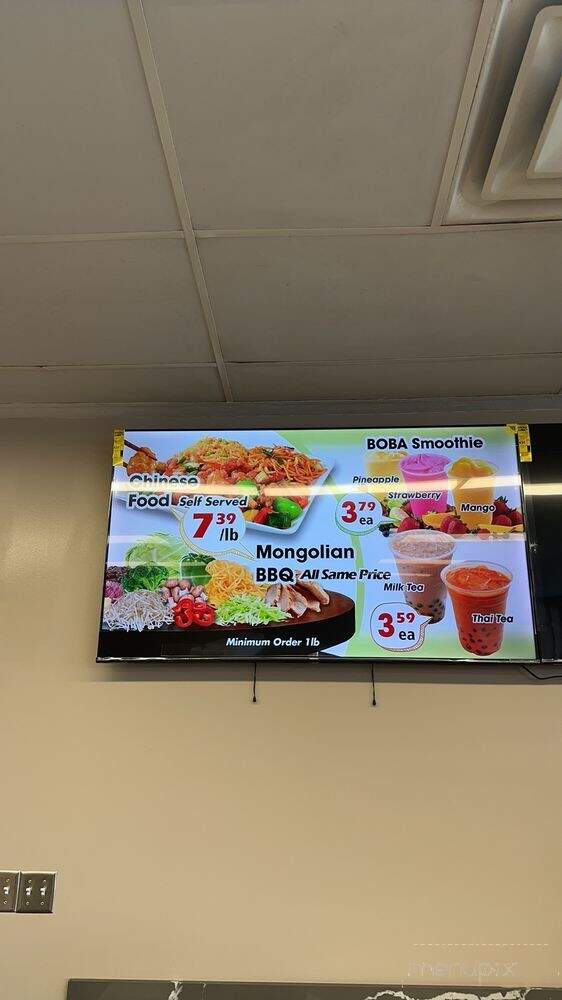 Chinese
Food Self Served
7 39 /lb
Mongolian
BBQ All Same Price
Minimum Order 1lb
BOBA Smoothie
Pineapple
Strawberry
Mango
3 79 ea
Milk Tea
Thai Tea
3 59 ea
menupix